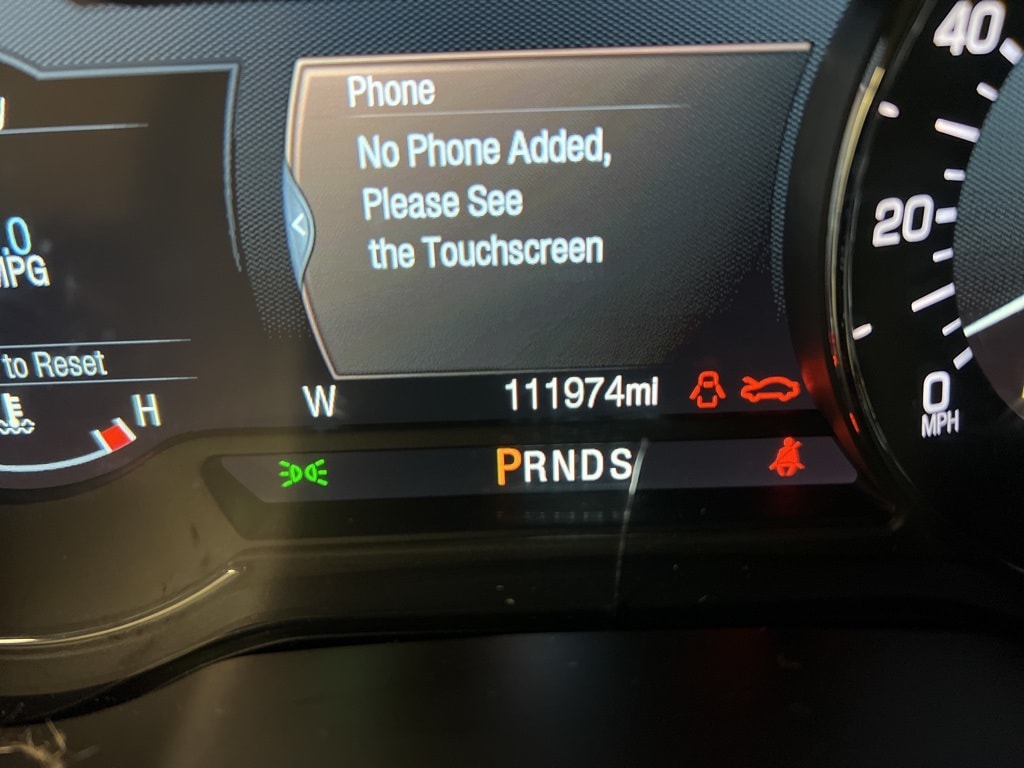 Phone
No Phone Added,
Please See
the Touchscreen
.0
MPG
to Reset
H
W
111974mi
PRNDS
40
20
0
MPH